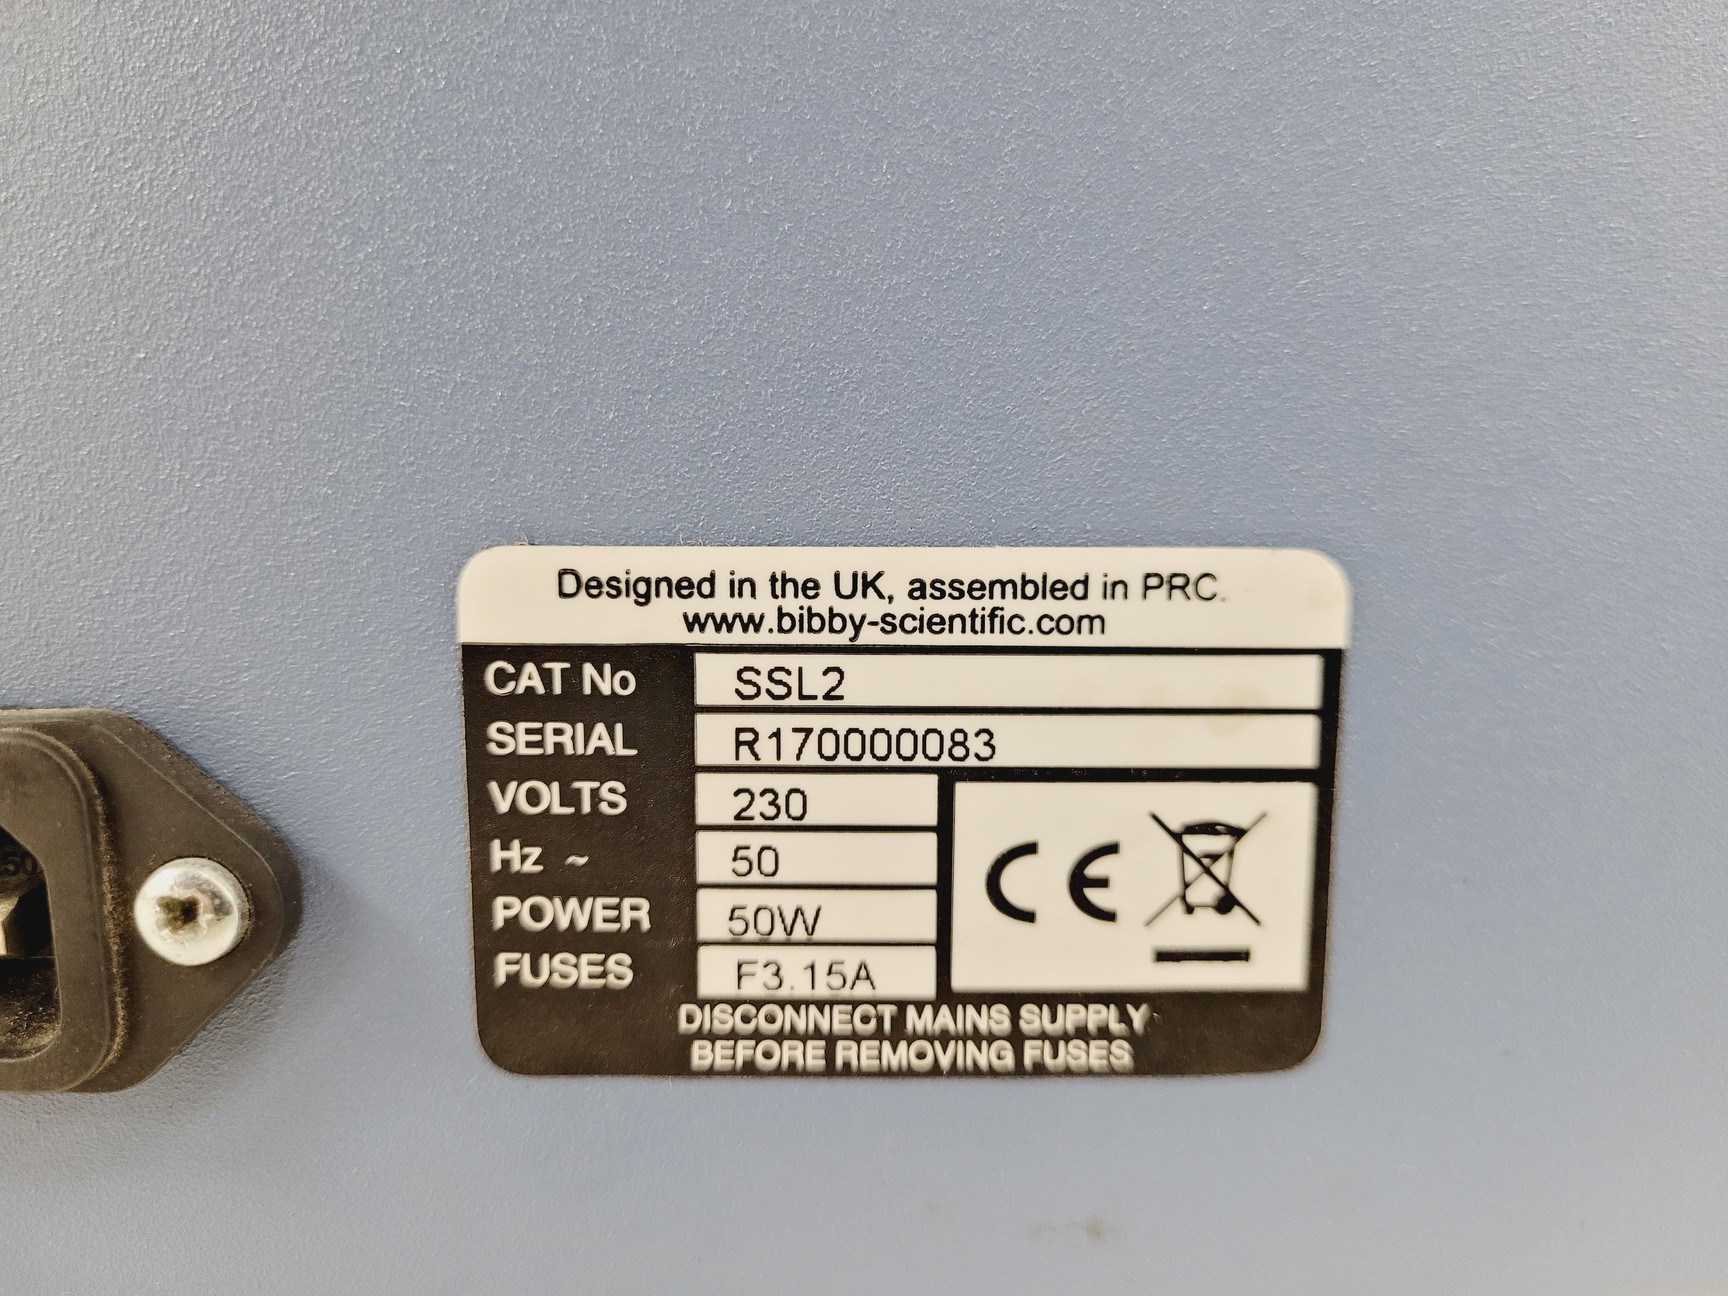 Designed in the UK, assembled in PRC.
www.bibby-scientific.com
CAT No SSL2
SERIAL R170000083
VOLTS 230
Hz ~ 50
POWER 50W
FUSES F3.15A
CE
DISCONNECT MAINS SUPPLY
BEFORE REMOVING FUSES